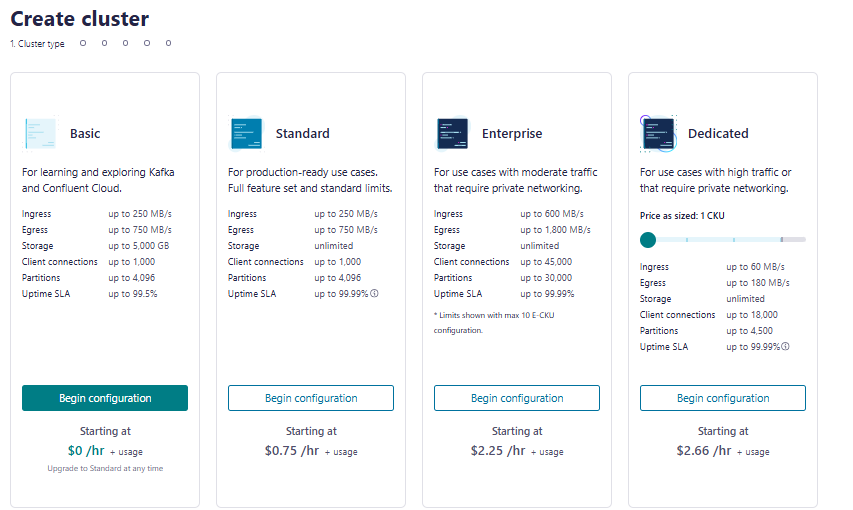 Create cluster
1. Cluster type
Basic
For learning and exploring Kafka
and Confluent Cloud.
Ingress up to 250 MB/s
Egress up to 750 MB/s
Storage up to 5,000 GB
Client connections up to 1,000
Partitions up to 4,096
Uptime SLA up to 99.5%
Begin configuration
Starting at
$0 /hr + usage
Upgrade to Standard at any time
Standard
For production-ready use cases.
Full feature set and standard limits.
Ingress up to 250 MB/s
Egress up to 750 MB/s
Storage unlimited
Client connections up to 1,000
Partitions up to 4,096
Uptime SLA up to 99.99%
Begin configuration
Starting at
$0.75 /hr + usage
Enterprise
For use cases with moderate traffic
that require private networking.
Ingress up to 600 MB/s
Egress up to 1,800 MB/s
Storage unlimited
Client connections up to 45,000
Partitions up to 30,000
Uptime SLA up to 99.99%
* Limits shown with max 10 E-CKU
configuration.
Begin configuration
Starting at
$2.25 /hr + usage
Dedicated
For use cases with high traffic or
that require private networking.
Price as sized: 1 CKU
Ingress up to 60 MB/s
Egress up to 180 MB/s
Storage unlimited
Client connections up to 18,000
Partitions up to 4,500
Uptime SLA up to 99.99%
Begin configuration
Starting at
$2.66 /hr + usage